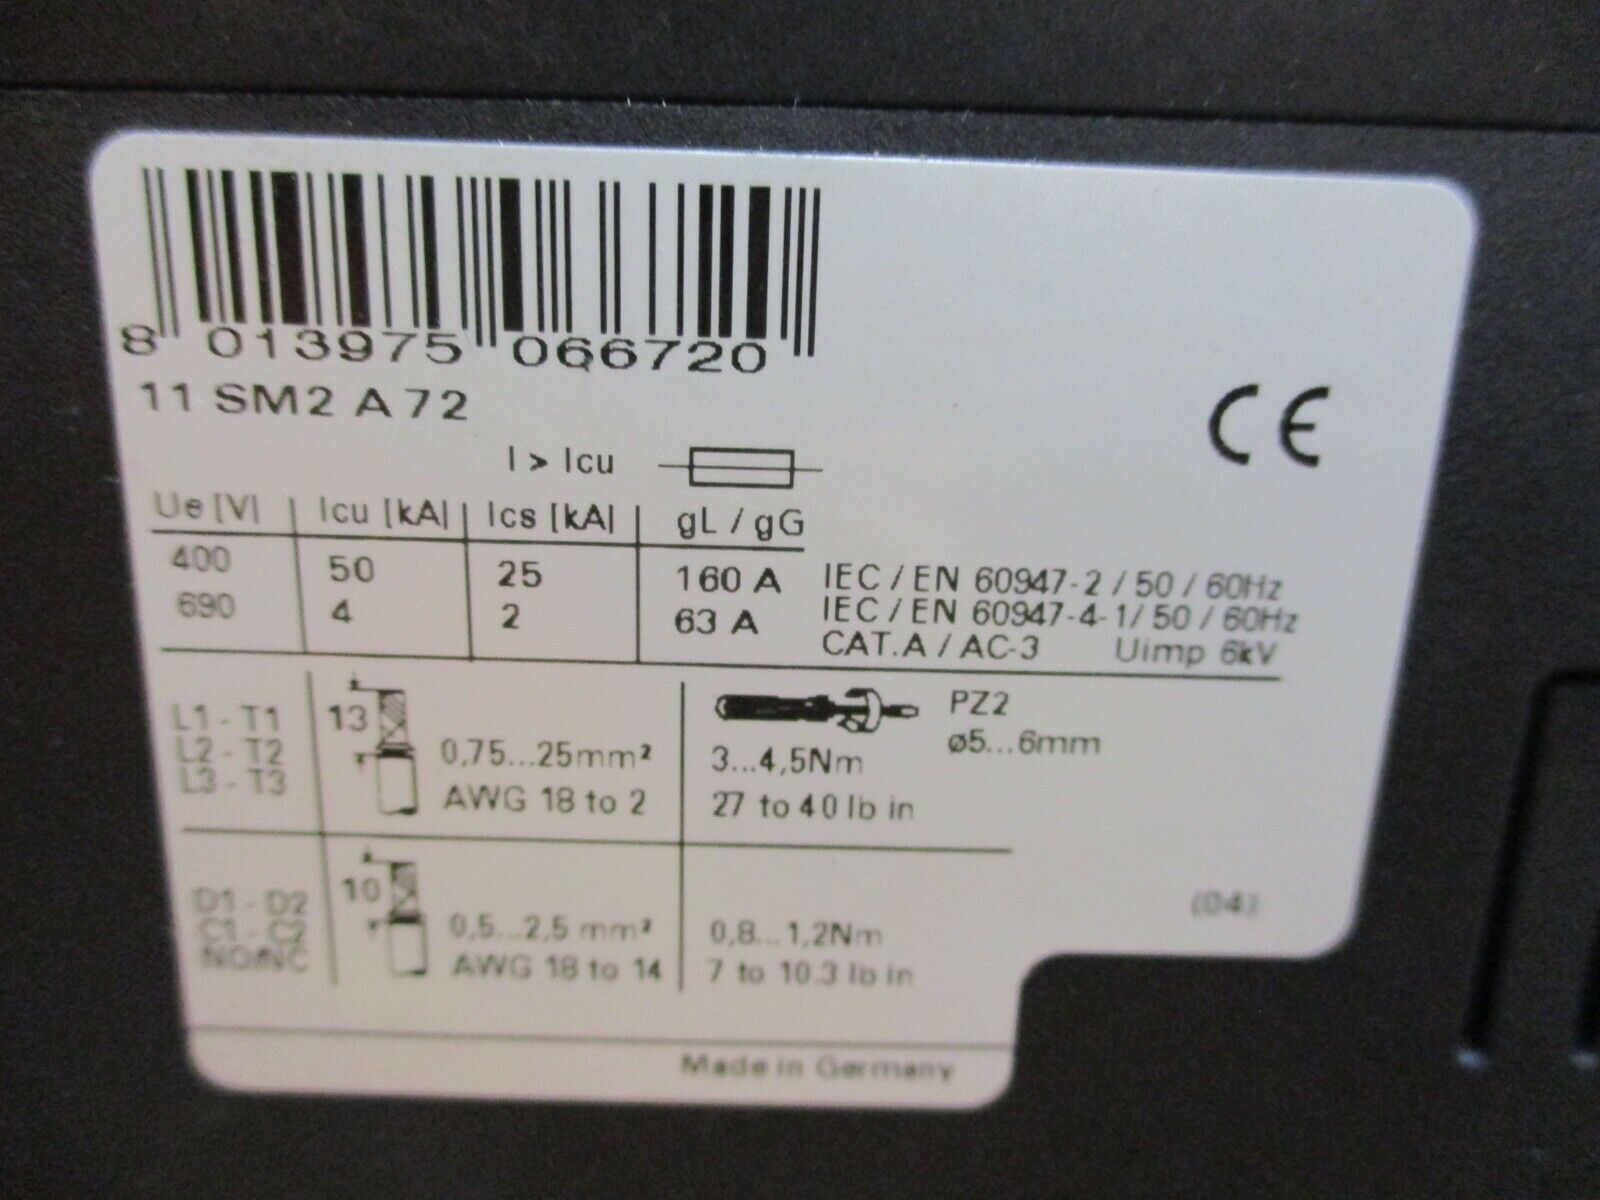 8 013975 066720
11 SM2 A 72
CE
I > Icu
Ue [V] Icu [kA] Ics [kA] gL / gG
400 50 25 160 A IEC / EN 60947-2 / 50 / 60Hz
690 4 2 63 A IEC / EN 60947-4-1 / 50 / 60Hz
CAT.A / AC-3 Uimp 6kV
L1 - T1 13 PZ2
L2 - T2 0,75...25mm² 3...4,5Nm ø5...6mm
L3 - T3 AWG 18 to 2 27 to 40 lb in
D1 - D2 10 (04)
C1 - C2 0,5...2,5 mm² 0,8...1,2Nm
NO/NC AWG 18 to 14 7 to 10.3 lb in
Made in Germany